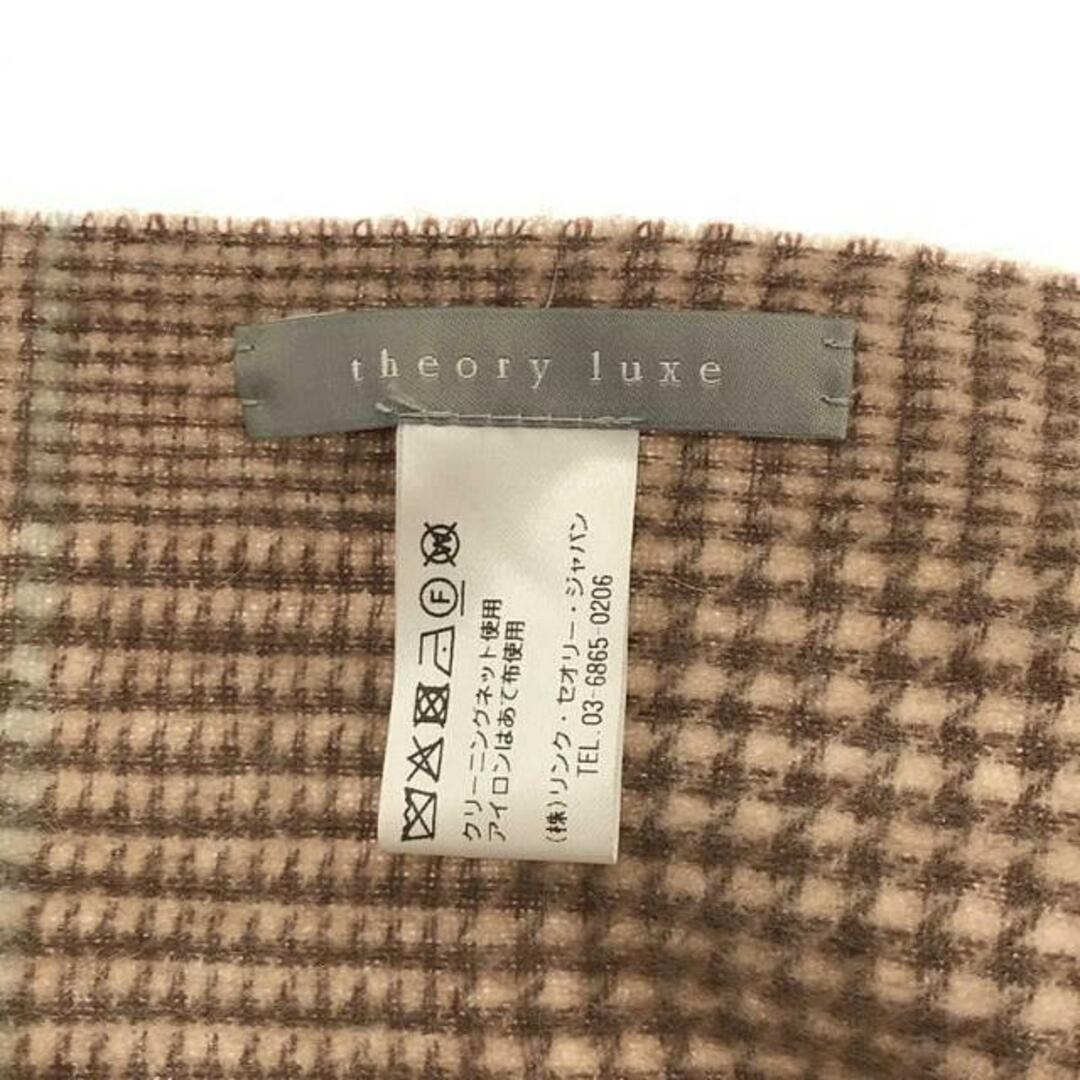 theory luxe
クリーニングネット使用
アイロンはあて布使用
(株)リンク・セオリー・ジャパン
TEL.03-6865-0206
F
W